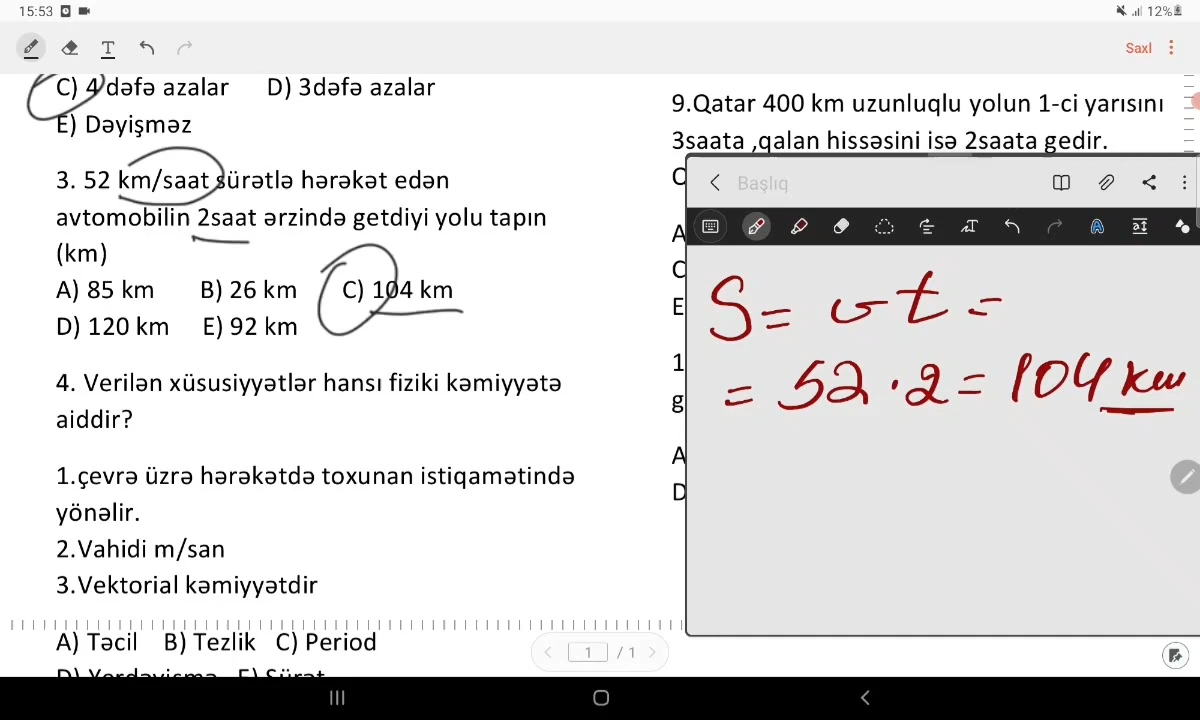 15:53
12%
Saxl
C) 4 dəfə azalar D) 3dəfə azalar
E) Dəyişməz
3. 52 km/saat sürətlə hərəkət edən
avtomobilin 2saat ərzində getdiyi yolu tapın
(km)
A) 85 km B) 26 km C) 104 km
D) 120 km E) 92 km
4. Verilən xüsusiyyətlər hansı fiziki kəmiyyətə
aiddir?
1.çevrə üzrə hərəkətdə toxunan istiqamətində
yönəlir.
2.Vahidi m/san
3.Vektorial kəmiyyətdir
A) Təcil B) Tezlik C) Period
D) Yerdəyişmə E) Sürət
1 / 1
9.Qatar 400 km uzunluqlu yolun 1-ci yarısını
3saata ,qalan hissəsini isə 2saata gedir.
A
C
E
1
g
A
D
Başlıq
S = υt =
= 52 · 2 = 104 km